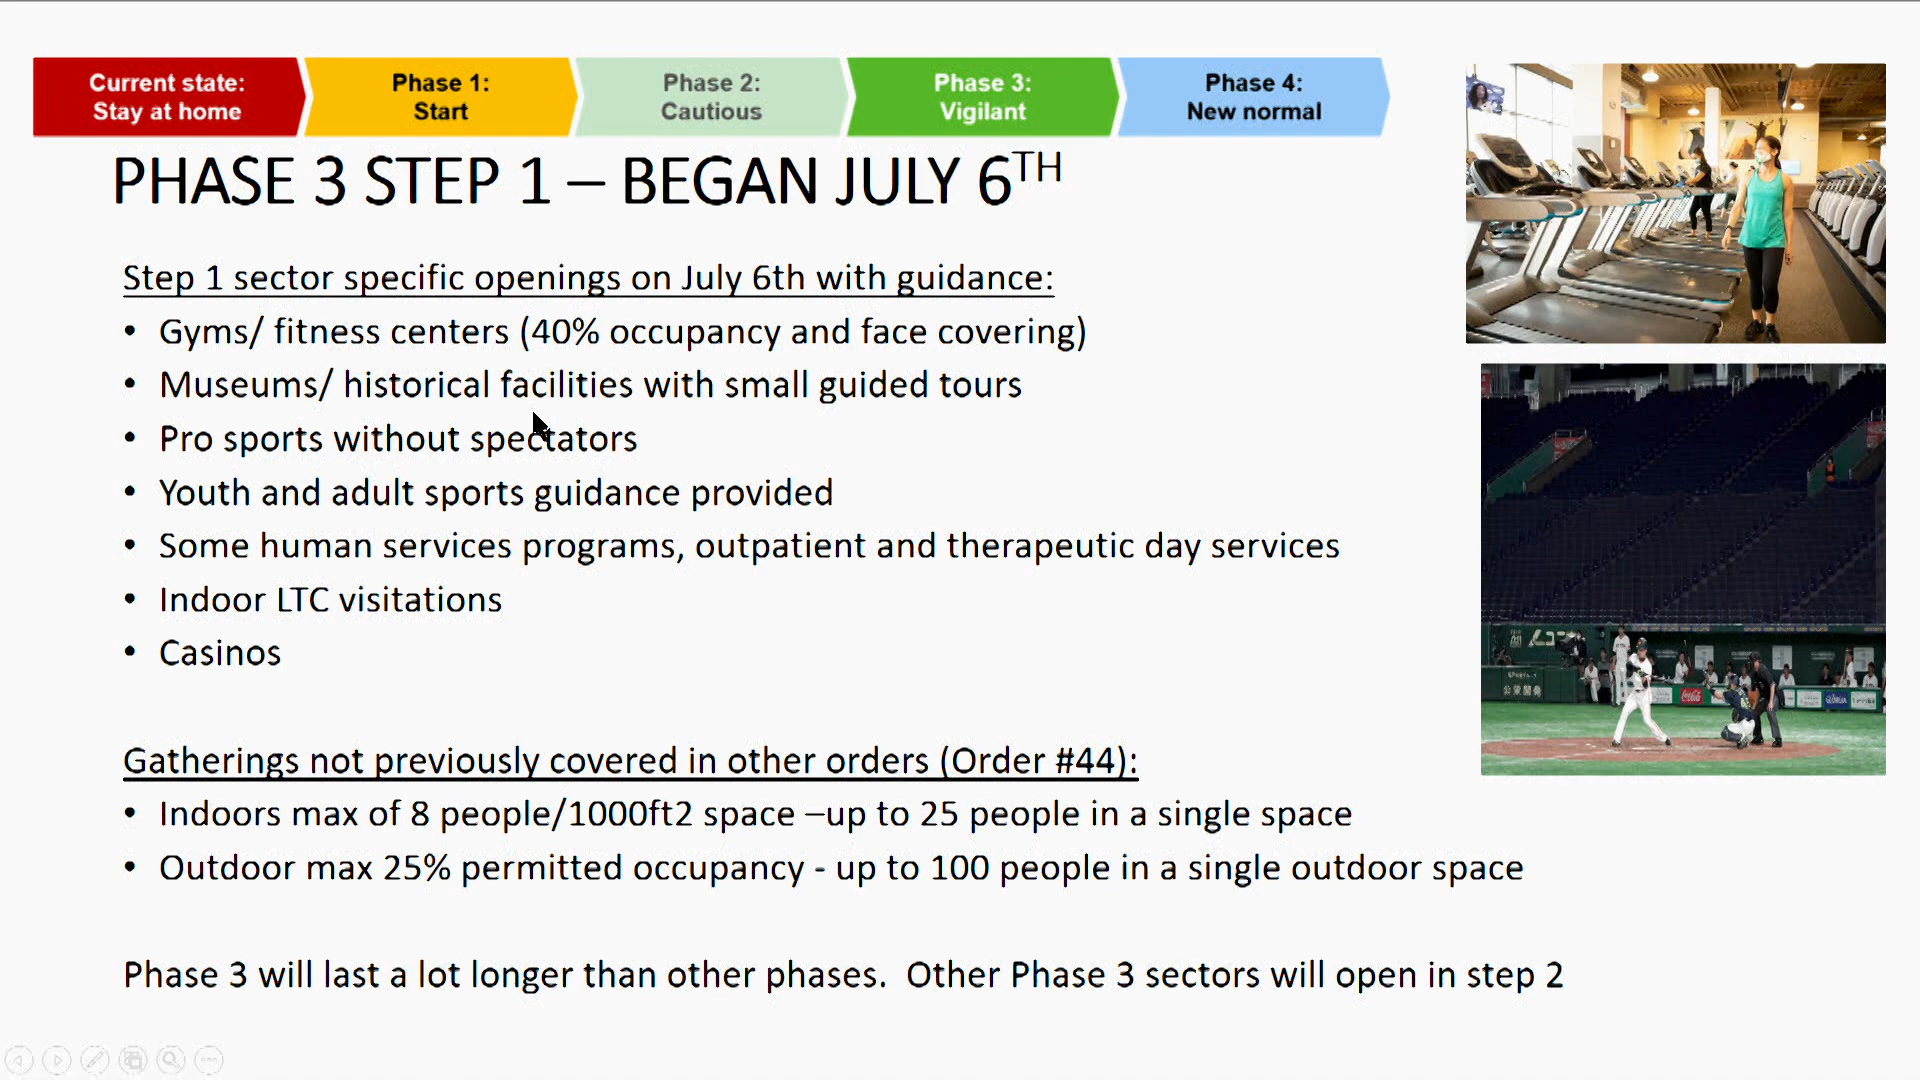 Current state:
Stay at home
Phase 1:
Start
Phase 2:
Cautious
Phase 3:
Vigilant
Phase 4:
New normal
PHASE 3 STEP 1 – BEGAN JULY 6TH
Step 1 sector specific openings on July 6th with guidance:
• Gyms/ fitness centers (40% occupancy and face covering)
• Museums/ historical facilities with small guided tours
• Pro sports without spectators
• Youth and adult sports guidance provided
• Some human services programs, outpatient and therapeutic day services
• Indoor LTC visitations
• Casinos
Gatherings not previously covered in other orders (Order #44):
• Indoors max of 8 people/1000ft2 space –up to 25 people in a single space
• Outdoor max 25% permitted occupancy - up to 100 people in a single outdoor space
Phase 3 will last a lot longer than other phases.  Other Phase 3 sectors will open in step 2
Coca-Cola